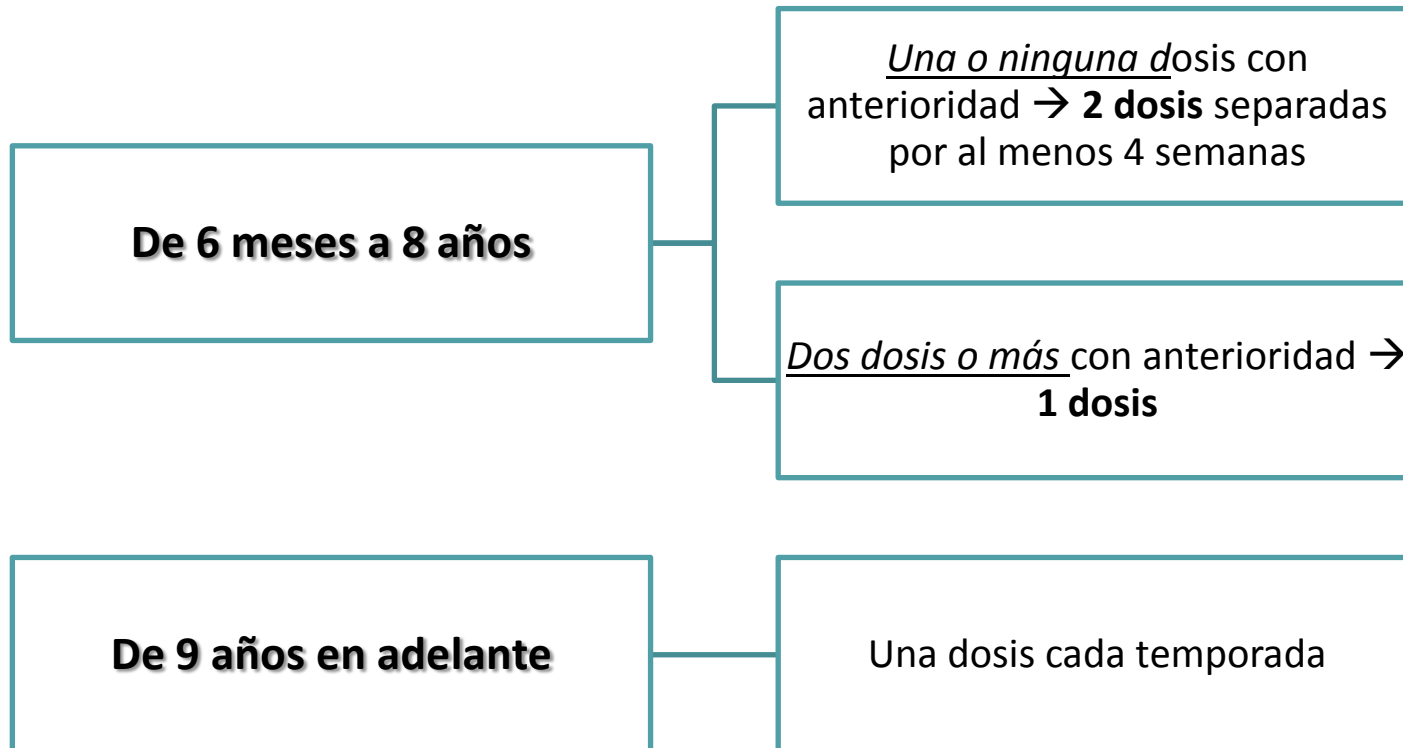 De 6 meses a 8 años
Una o ninguna dosis con
anterioridad → 2 dosis separadas
por al menos 4 semanas
Dos dosis o más con anterioridad →
1 dosis
De 9 años en adelante
Una dosis cada temporada